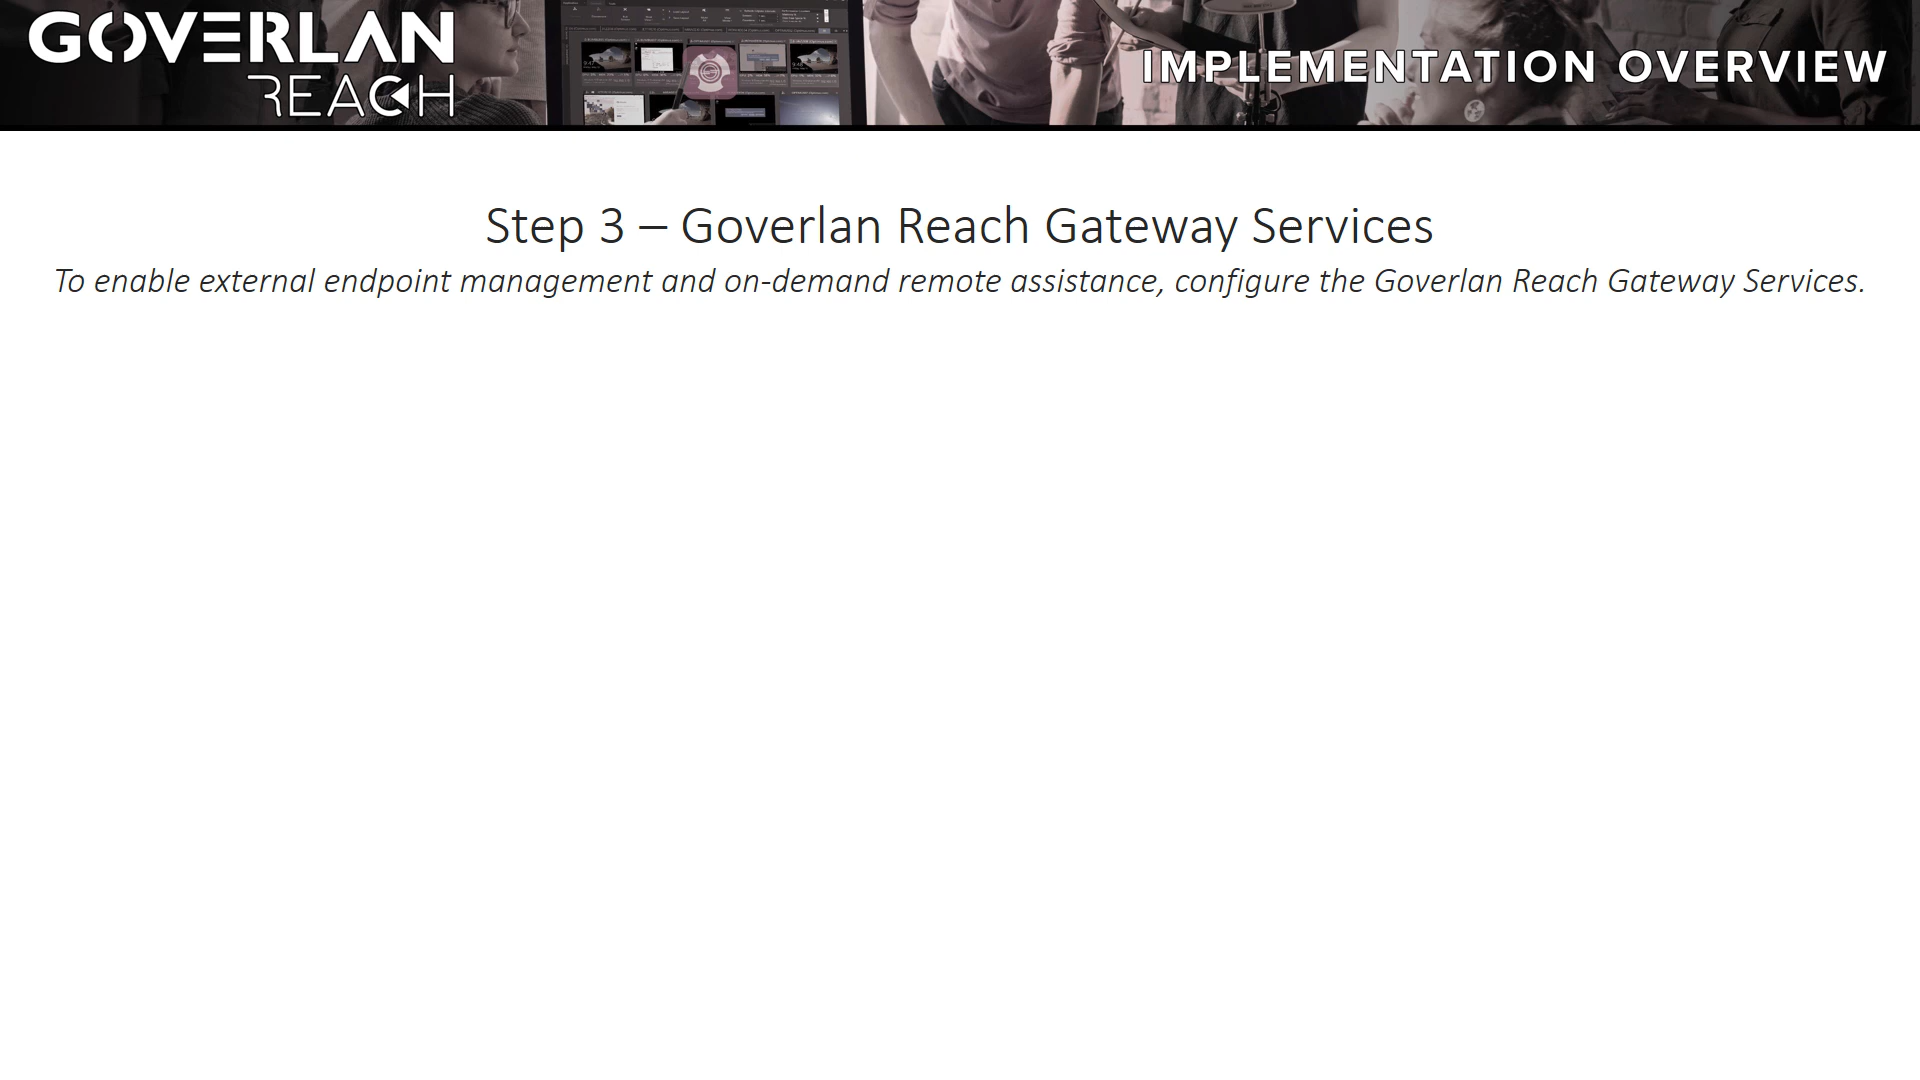 GOVERLAN
REACH
IMPLEMENTATION OVERVIEW
Step 3 – Goverlan Reach Gateway Services
To enable external endpoint management and on-demand remote assistance, configure the Goverlan Reach Gateway Services.